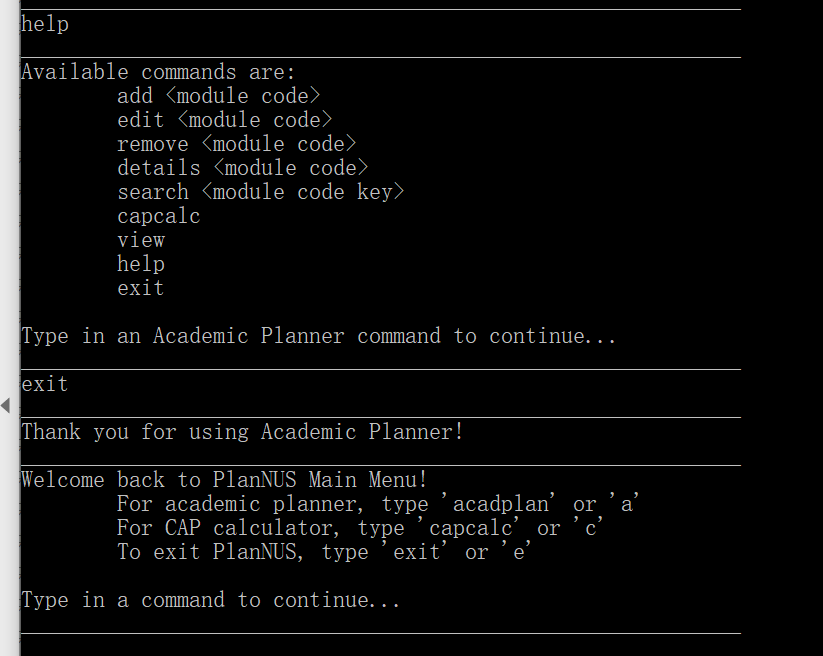 help
Available commands are:
add <module code>
edit <module code>
remove <module code>
details <module code>
search <module code key>
capcalc
view
help
exit
Type in an Academic Planner command to continue...
exit
Thank you for using Academic Planner!
Welcome back to PlanNUS Main Menu!
For academic planner, type 'acadplan' or 'a'
For CAP calculator, type 'capcalc' or 'c'
To exit PlanNUS, type 'exit' or 'e'
Type in a command to continue...